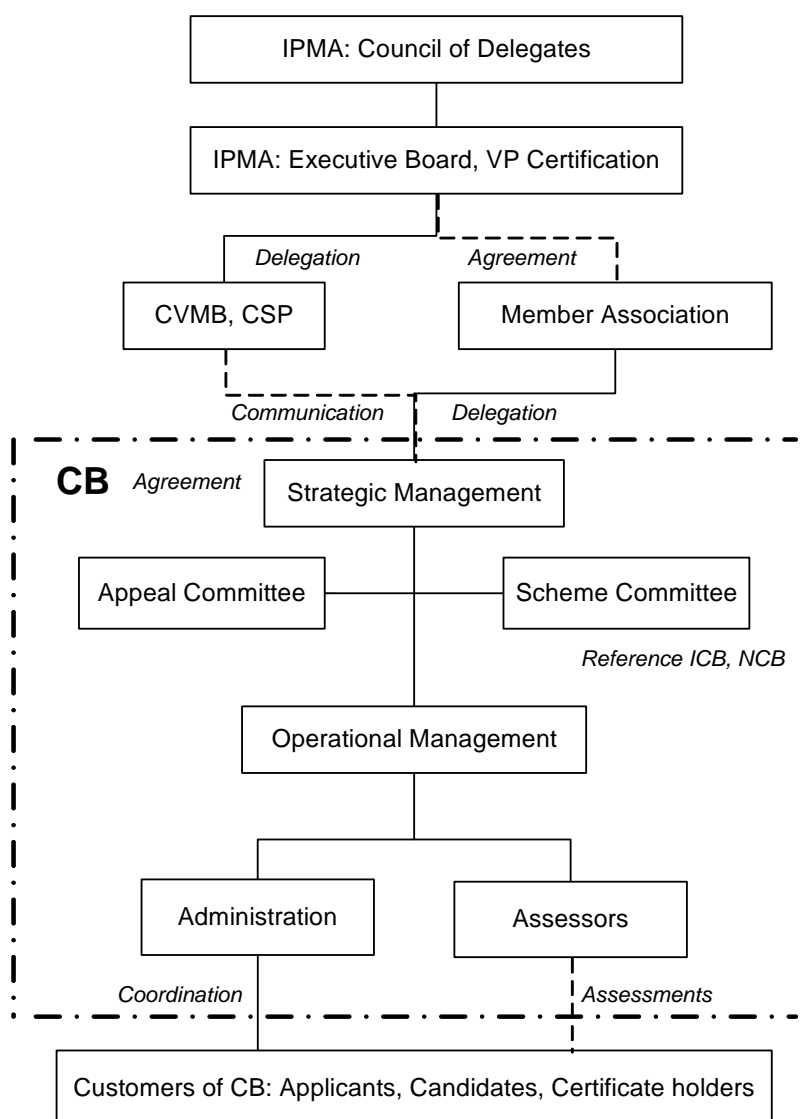 IPMA: Council of Delegates
IPMA: Executive Board, VP Certification
Delegation
Agreement
CVMB, CSP
Member Association
Communication
Delegation
CB
Agreement
Strategic Management
Appeal Committee
Scheme Committee
Reference ICB, NCB
Operational Management
Administration
Assessors
Coordination
Assessments
Customers of CB: Applicants, Candidates, Certificate holders